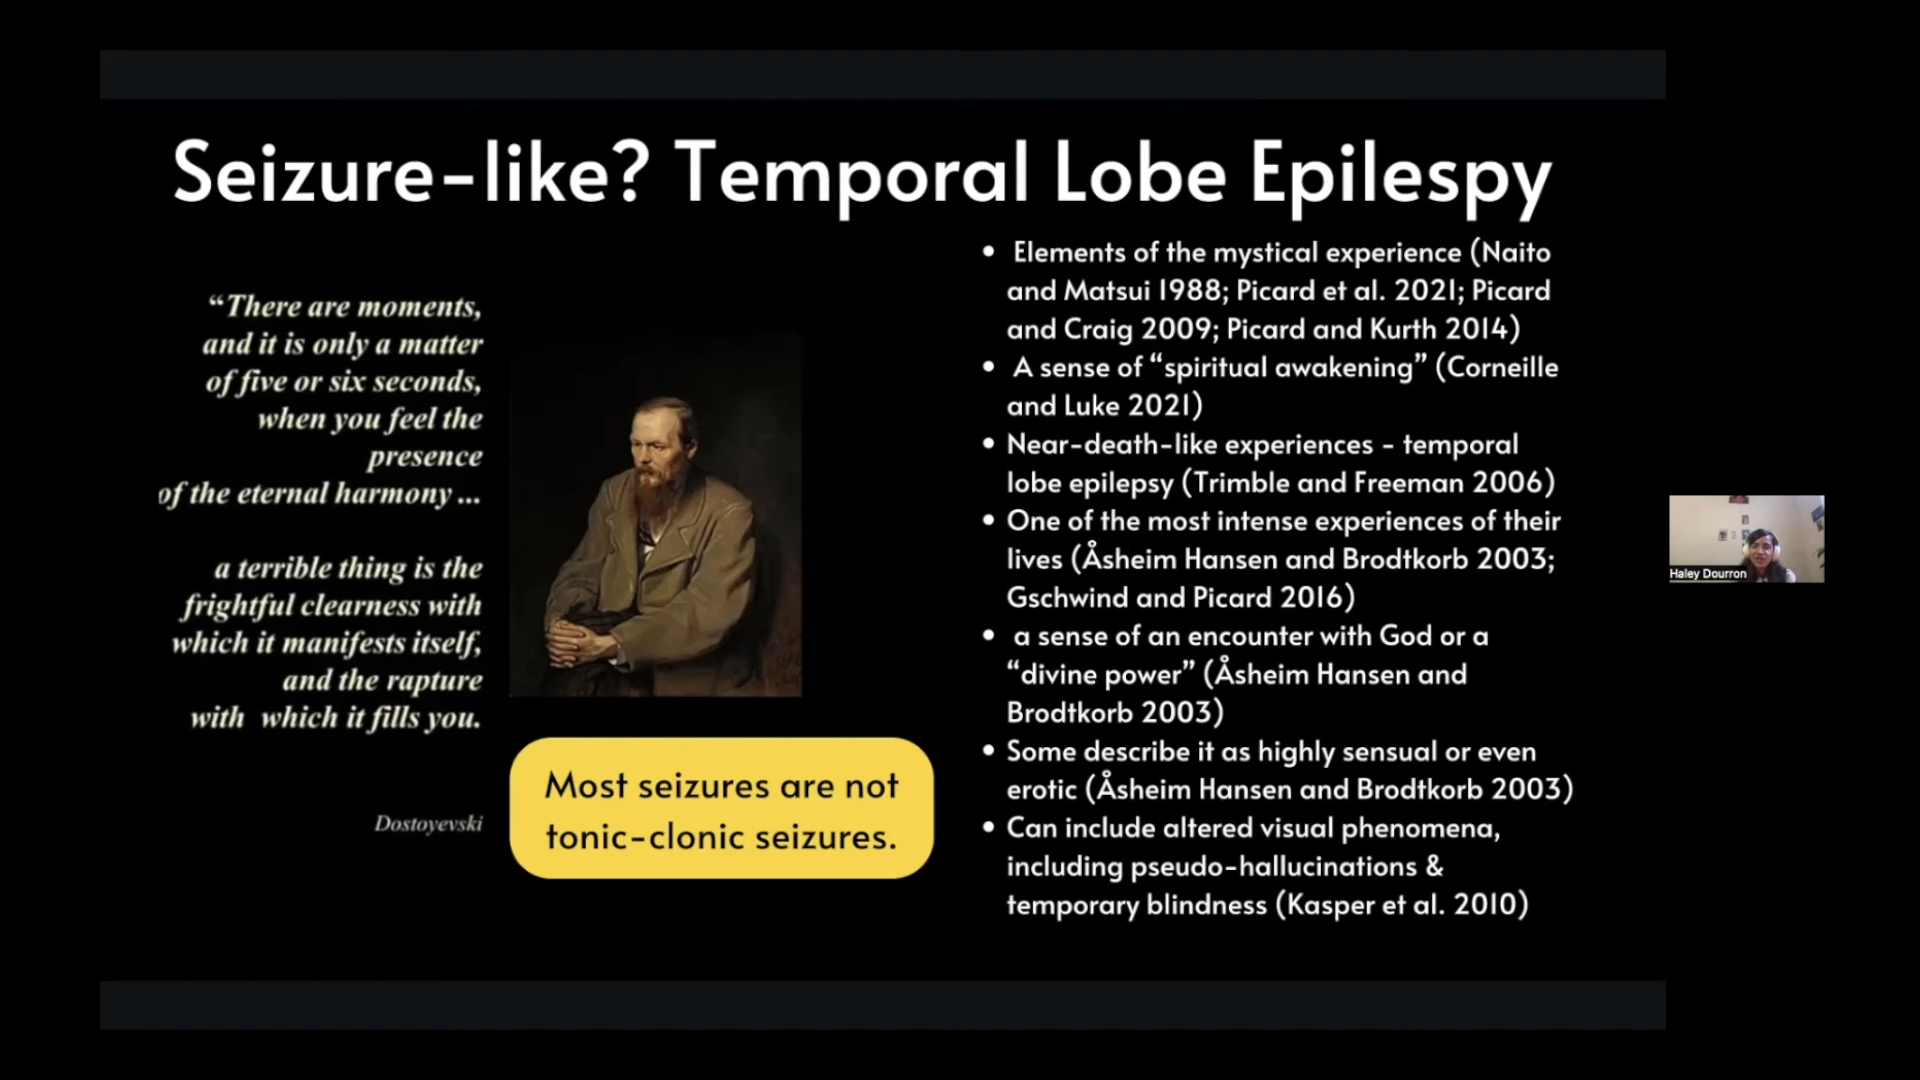 Seizure-like? Temporal Lobe Epilespy
“There are moments,
and it is only a matter
of five or six seconds,
when you feel the
presence
of the eternal harmony ...
a terrible thing is the
frightful clearness with
which it manifests itself,
and the rapture
with which it fills you.
Dostoyevski
Most seizures are not
tonic-clonic seizures.
• Elements of the mystical experience (Naito
and Matsui 1988; Picard et al. 2021; Picard
and Craig 2009; Picard and Kurth 2014)
• A sense of “spiritual awakening” (Corneille
and Luke 2021)
• Near-death-like experiences - temporal
lobe epilepsy (Trimble and Freeman 2006)
• One of the most intense experiences of their
lives (Åsheim Hansen and Brodtkorb 2003;
Gschwind and Picard 2016)
• a sense of an encounter with God or a
“divine power” (Åsheim Hansen and
Brodtkorb 2003)
• Some describe it as highly sensual or even
erotic (Åsheim Hansen and Brodtkorb 2003)
• Can include altered visual phenomena,
including pseudo-hallucinations &
temporary blindness (Kasper et al. 2010)
Haley Dourron